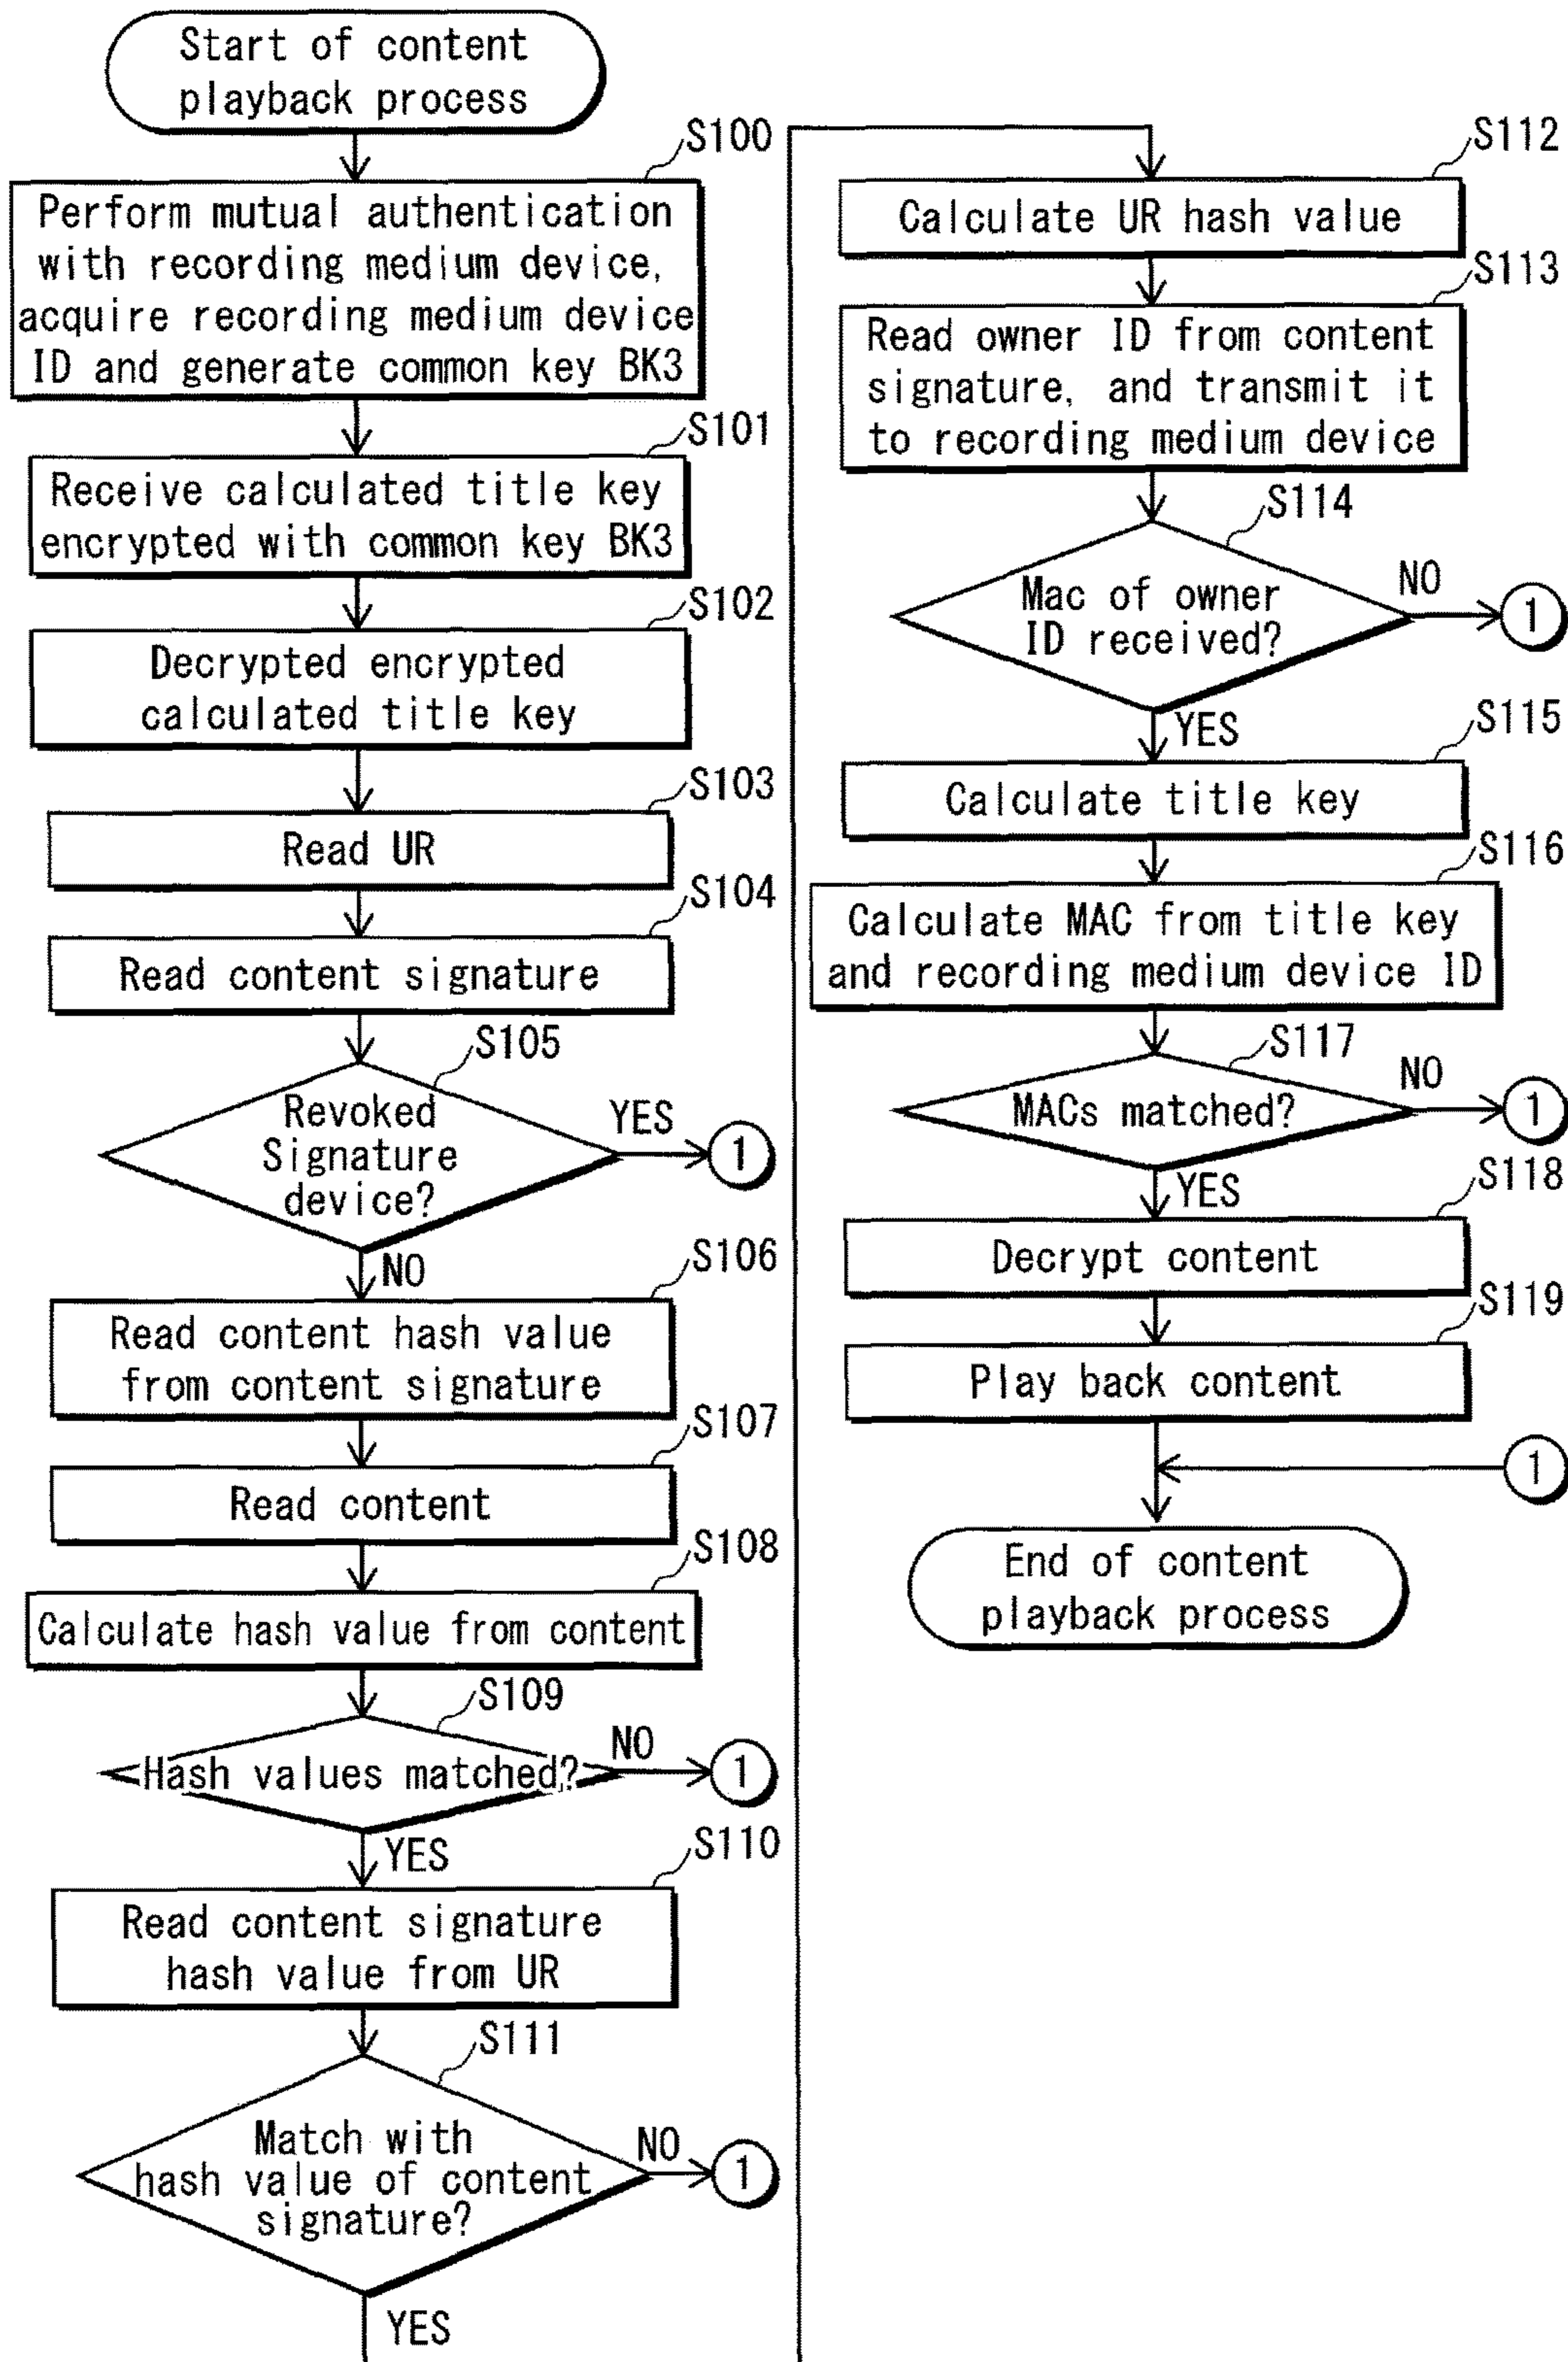 Start of content
playback process
S100
Perform mutual authentication
with recording medium device,
acquire recording medium device
ID and generate common key BK3
S101
Receive calculated title key
encrypted with common key BK3
S102
Decrypted encrypted
calculated title key
S103
Read UR
S104
Read content signature
S105
Revoked
Signature
device?
YES
1
NO
S106
Read content hash value
from content signature
S107
Read content
S108
Calculate hash value from content
S109
Hash values matched?
NO
1
YES
S110
Read content signature
hash value from UR
S111
Match with
hash value of content
signature?
NO
1
YES
S112
Calculate UR hash value
S113
Read owner ID from content
signature, and transmit it
to recording medium device
S114
Mac of owner
ID received?
NO
1
YES
S115
Calculate title key
S116
Calculate MAC from title key
and recording medium device ID
S117
MACs matched?
NO
1
YES
S118
Decrypt content
S119
Play back content
1
End of content
playback process